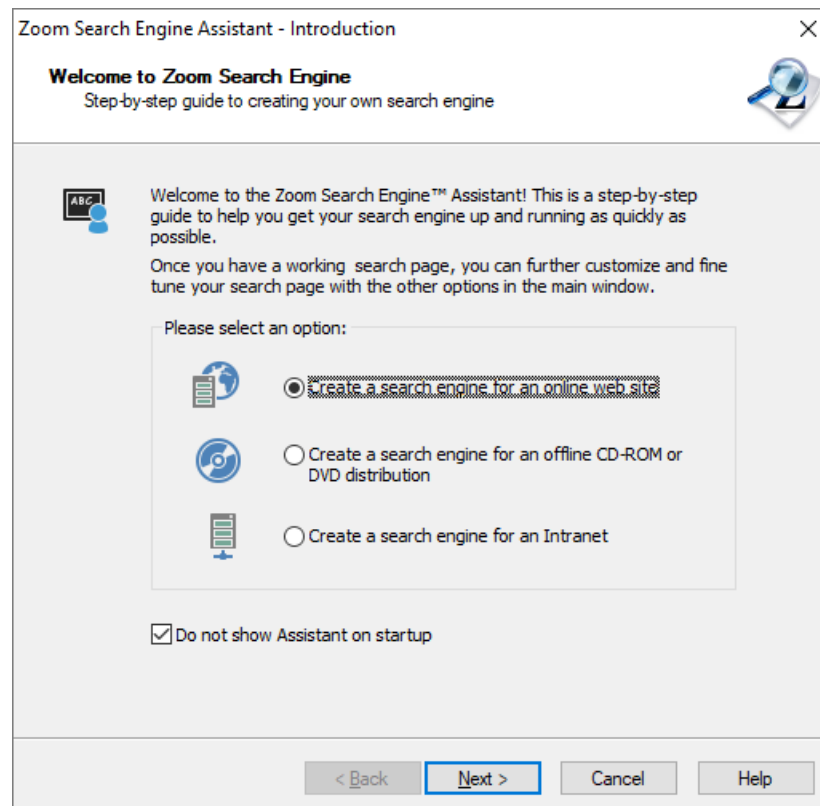 Zoom Search Engine Assistant - Introduction
Welcome to Zoom Search Engine
Step-by-step guide to creating your own search engine
ABC
Welcome to the Zoom Search Engine™ Assistant! This is a step-by-step
guide to help you get your search engine up and running as quickly as
possible.
Once you have a working search page, you can further customize and fine
tune your search page with the other options in the main window.
Please select an option:
Create a search engine for an online web site
Create a search engine for an offline CD-ROM or
DVD distribution
Create a search engine for an Intranet
Do not show Assistant on startup
< Back
Next >
Cancel
Help